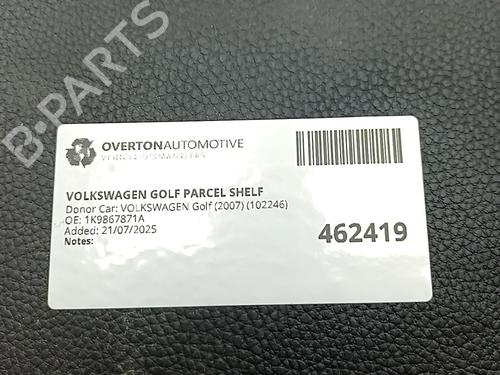 B-PARTS
OVERTONAUTOMOTIVE
VEHICLE DISMANTLERS
VOLKSWAGEN GOLF PARCEL SHELF
Donor Car: VOLKSWAGEN Golf (2007) (102246)
OE: 1K9867871A
Added: 21/07/2025
Notes:
462419